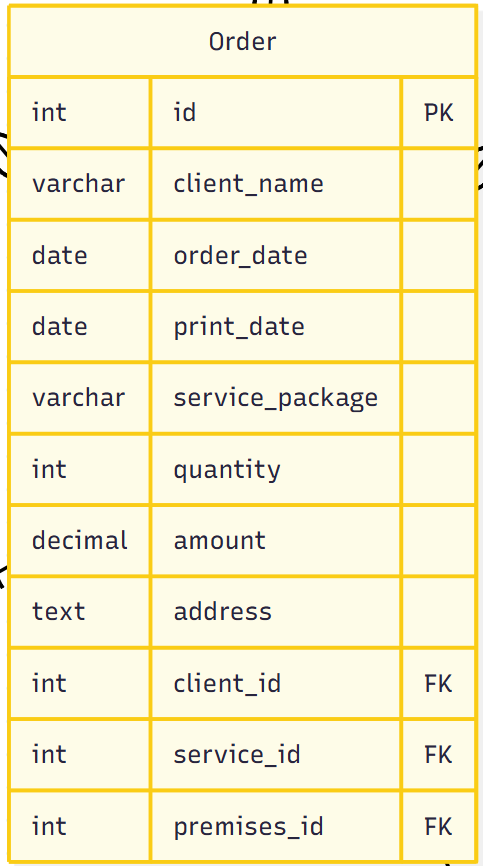 Order
int id PK
varchar client_name
date order_date
date print_date
varchar service_package
int quantity
decimal amount
text address
int client_id FK
int service_id FK
int premises_id FK